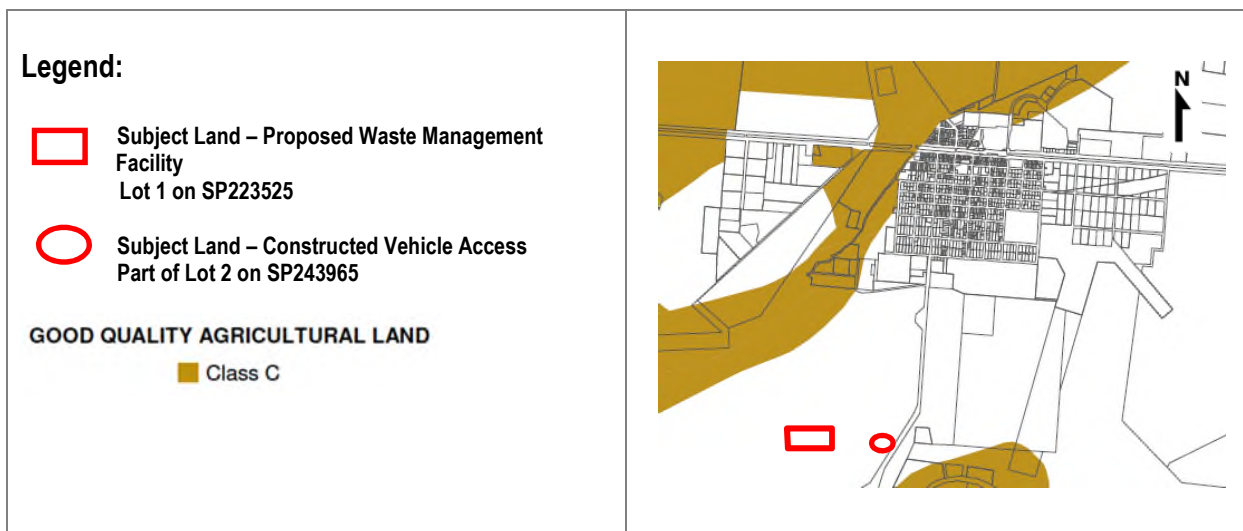 Legend:
Subject Land – Proposed Waste Management
Facility
Lot 1 on SP223525
Subject Land – Constructed Vehicle Access
Part of Lot 2 on SP243965
GOOD QUALITY AGRICULTURAL LAND
Class C
N